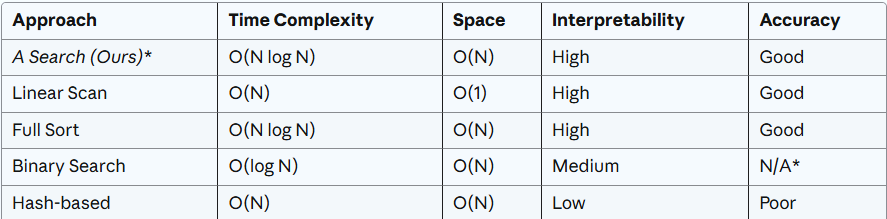 Approach Time Complexity Space Interpretability Accuracy
A Search (Ours)* O(N log N) O(N) High Good
Linear Scan O(N) O(1) High Good
Full Sort O(N log N) O(N) High Good
Binary Search O(log N) O(N) Medium N/A*
Hash-based O(N) O(N) Low Poor